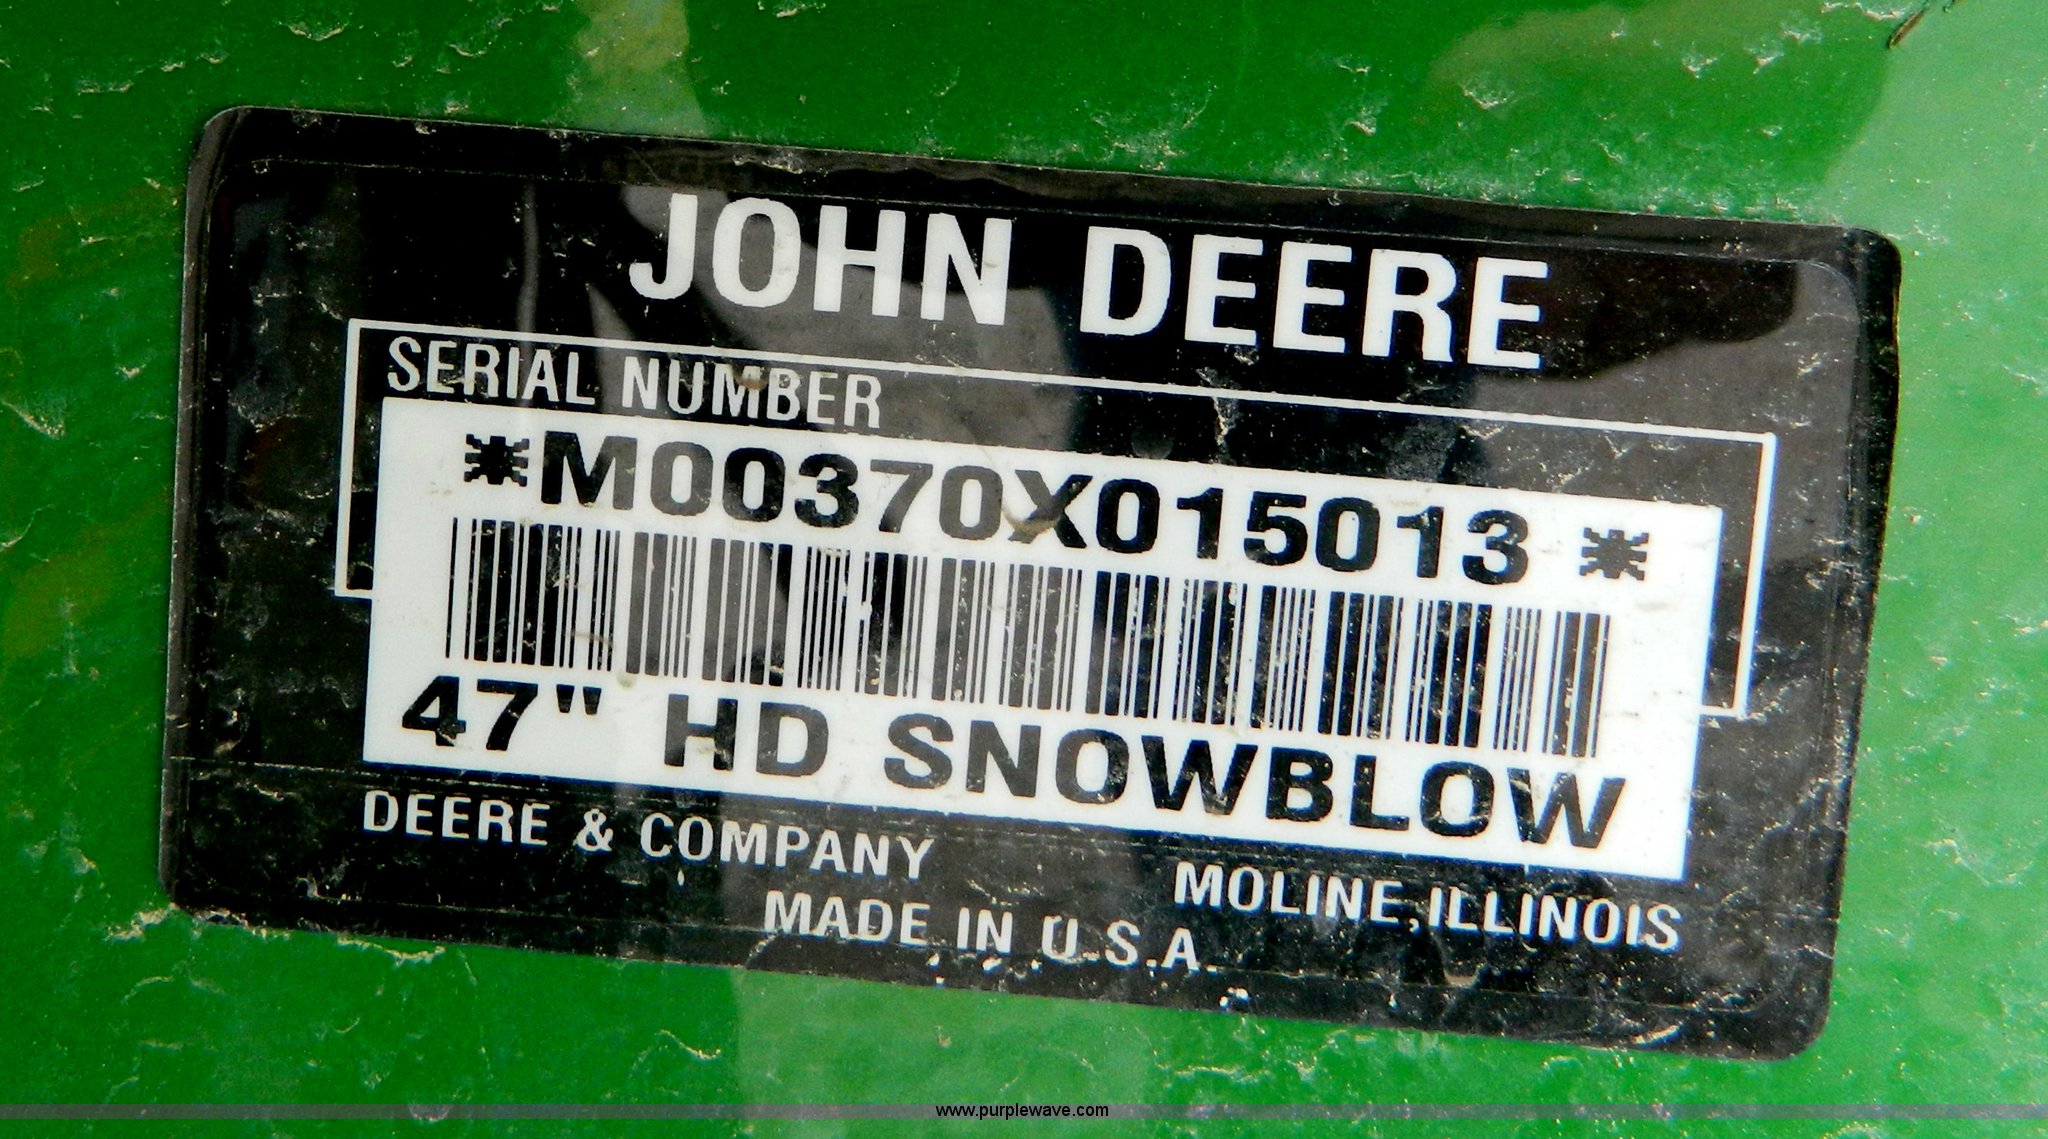 JOHN DEERE
SERIAL NUMBER
*M00370X015013*
47" HD SNOWBLOW
DEERE & COMPANY
MOLINE, ILLINOIS
MADE IN U.S.A.
www.purplewave.com